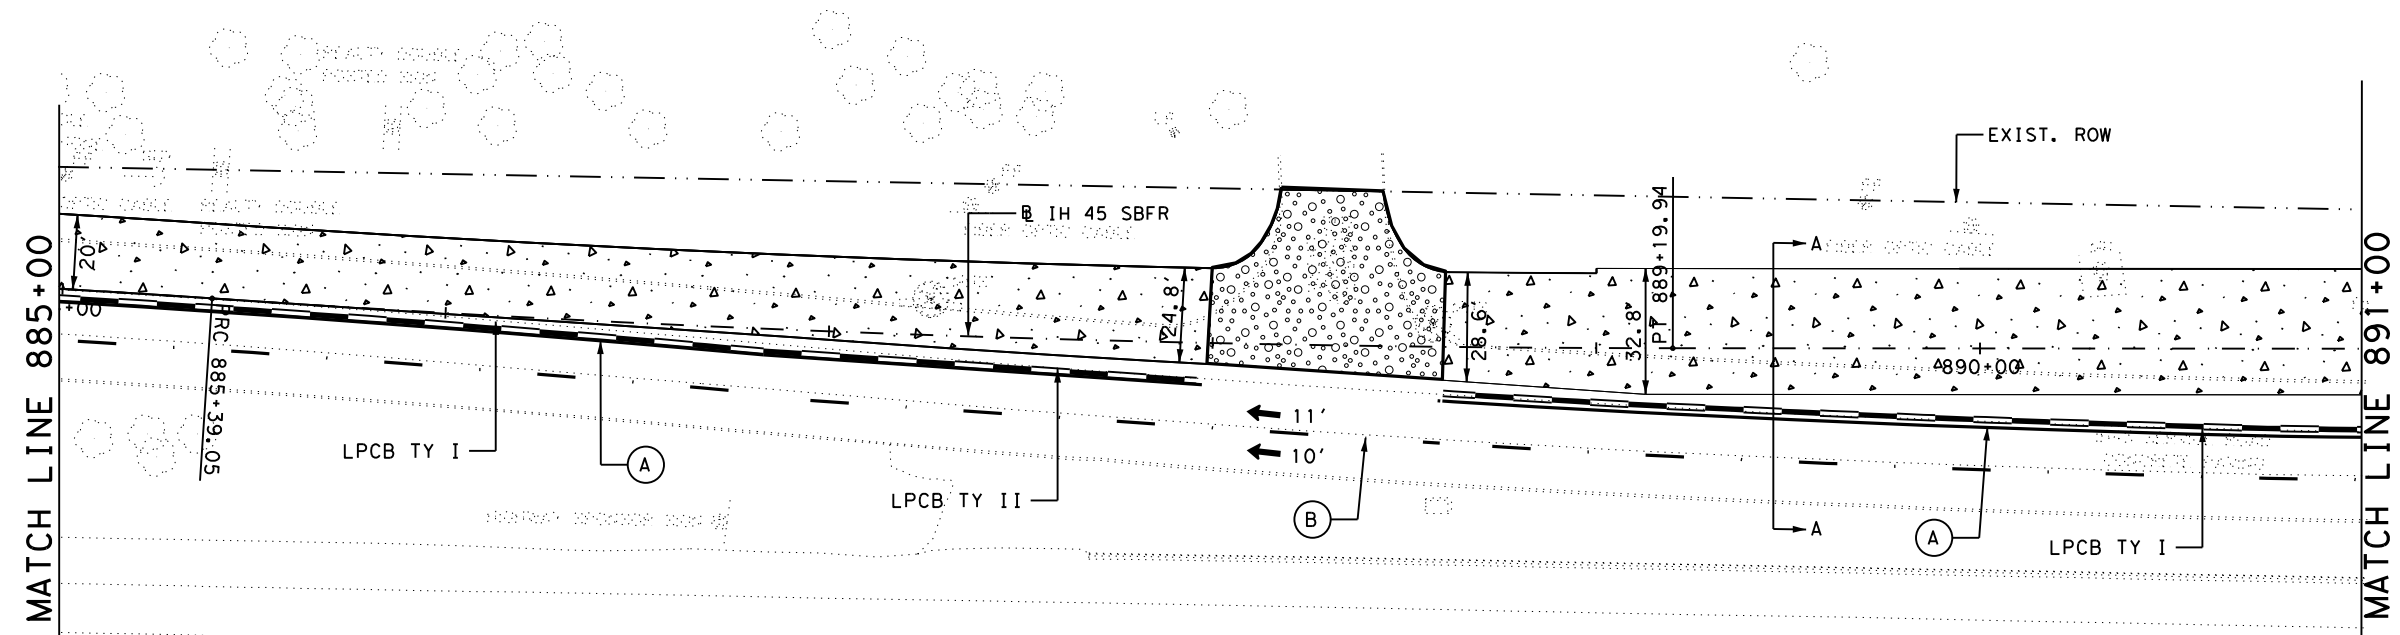 EXIST. ROW
B IH 45 SBFR
MATCH LINE 885+00
MATCH LINE 891+00
20'
+00
PRC 885+39.05
24.8'
28.6'
32.8'
PT 889+19.94
A
890+00
A
11'
10'
LPCB TY I
A
LPCB TY II
B
A
LPCB TY I